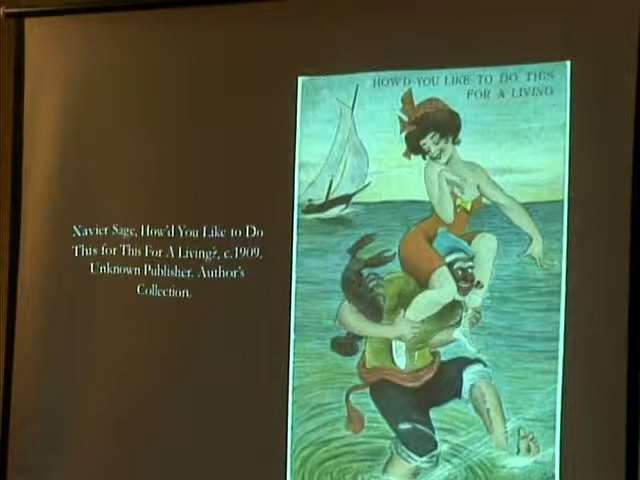 HOW'D YOU LIKE TO DO THIS
FOR A LIVING
Xavier Sage, How'd You Like to Do
This for This For A Living?, c.1909,
Unknown Publisher. Author's
Collection.